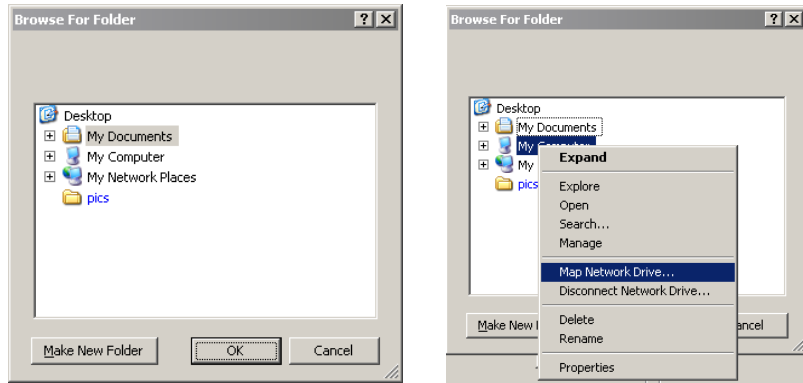 Browse For Folder
Desktop
My Documents
My Computer
My Network Places
pics
Make New Folder
OK
Cancel
Browse For Folder
Desktop
My Documents
My Computer
My
pics
Expand
Explore
Open
Search...
Manage
Map Network Drive...
Disconnect Network Drive...
Delete
Rename
Properties
Make New
ancel